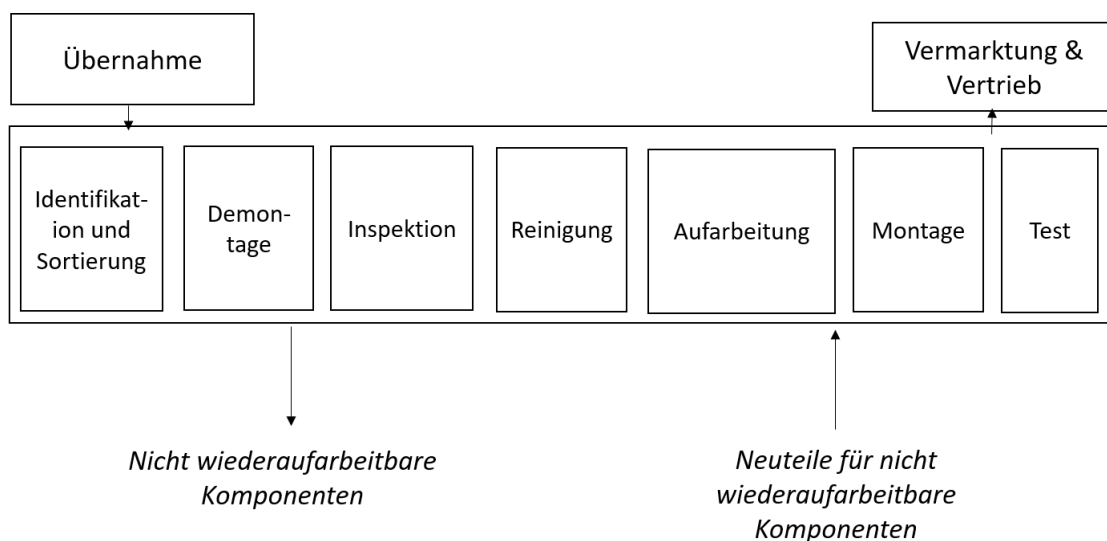 Übernahme
Vermarktung &
Vertrieb
Identifikat-
ion und
Sortierung
Demon-
tage
Inspektion
Reinigung
Aufarbeitung
Montage
Test
Nicht wiederaufarbeitbare
Komponenten
Neuteile für nicht
wiederaufarbeitbare
Komponenten